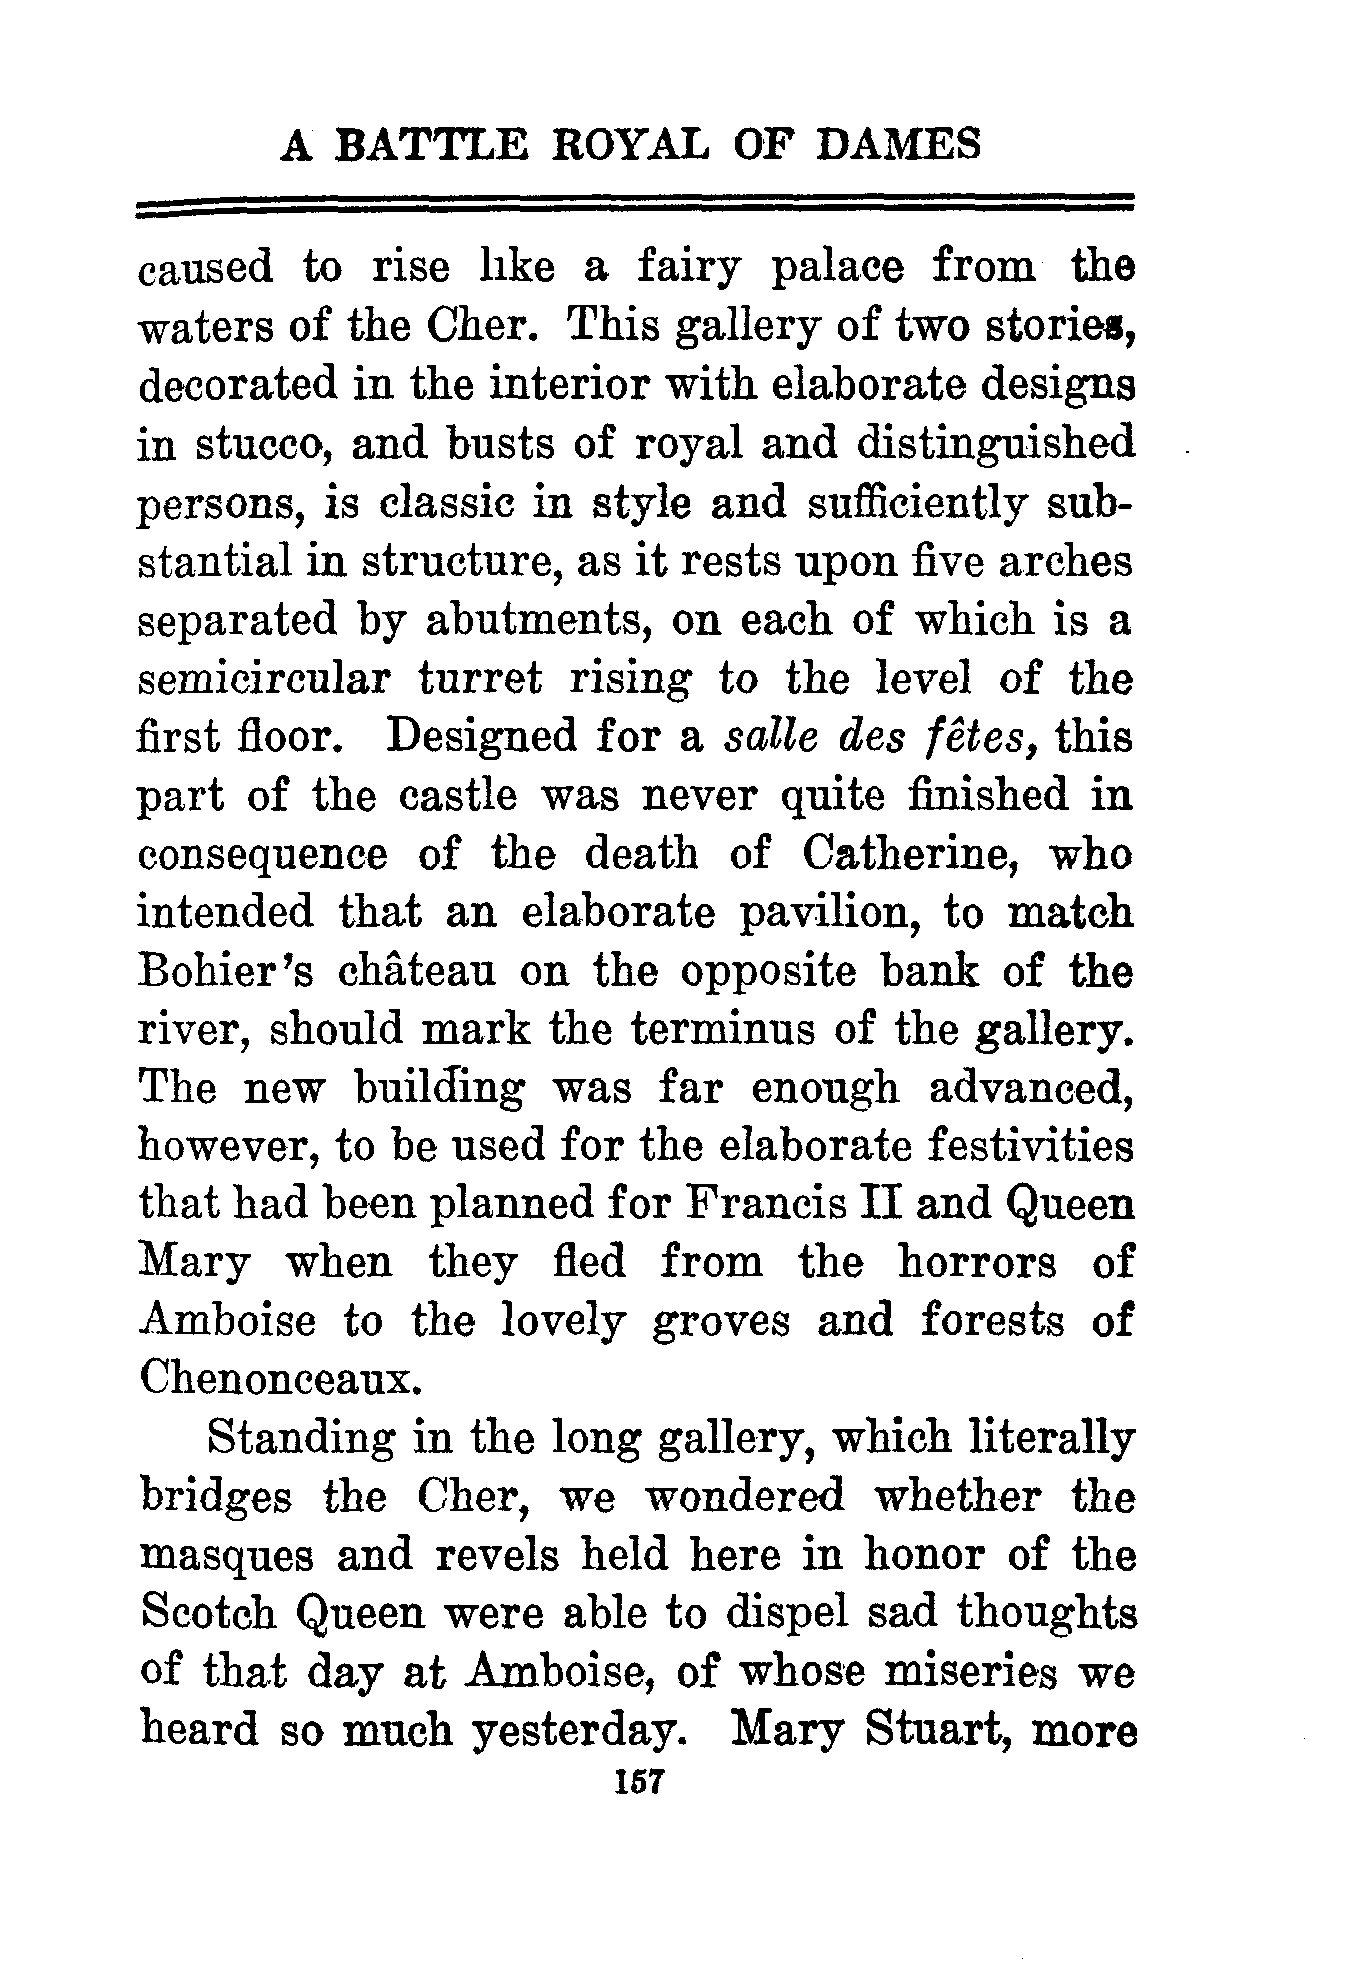 A BATTLE ROYAL OF DAMES
caused to rise like a fairy palace from the
waters of the Cher. This gallery of two stories,
decorated in the interior with elaborate designs
in stucco, and busts of royal and distinguished
persons, is classic in style and sufficiently sub-
stantial in structure, as it rests upon five arches
separated by abutments, on each of which is a
semicircular turret rising to the level of the
first floor. Designed for a salle des fêtes, this
part of the castle was never quite finished in
consequence of the death of Catherine, who
intended that an elaborate pavilion, to match
Bohier's château on the opposite bank of the
river, should mark the terminus of the gallery.
The new building was far enough advanced,
however, to be used for the elaborate festivities
that had been planned for Francis II and Queen
Mary when they fled from the horrors of
Amboise to the lovely groves and forests of
Chenonceaux.
Standing in the long gallery, which literally
bridges the Cher, we wondered whether the
masques and revels held here in honor of the
Scotch Queen were able to dispel sad thoughts
of that day at Amboise, of whose miseries we
heard so much yesterday. Mary Stuart, more
157